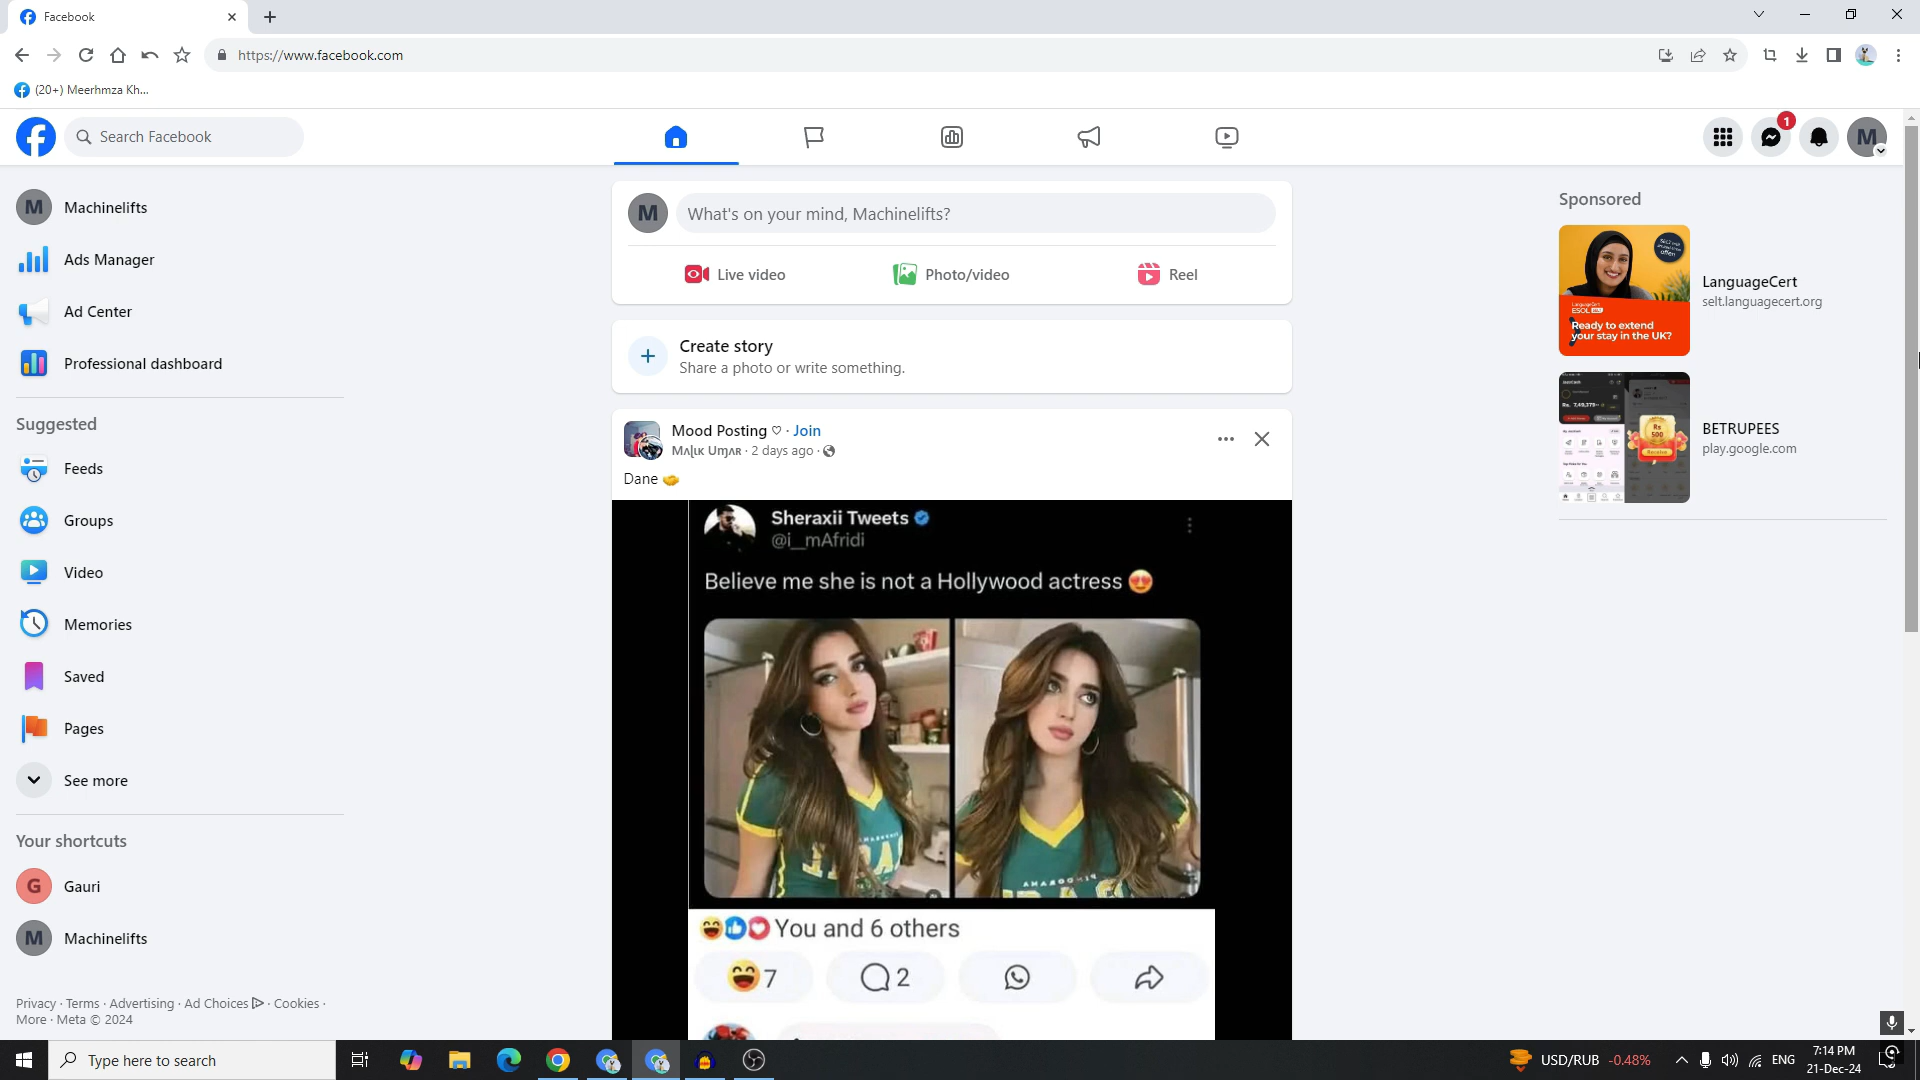 Facebook
https://www.facebook.com
(20+) Meerhmza Kh...
Search Facebook
1
M
Machinelifts
Ads Manager
Ad Center
Professional dashboard
Suggested
Feeds
Groups
Video
Memories
Saved
Pages
See more
Your shortcuts
G
Gauri
M
Machinelifts
Privacy · Terms · Advertising · Ad Choices · Cookies ·
More · Meta © 2024
M
What's on your mind, Machinelifts?
Live video
Photo/video
Reel
Create story
Share a photo or write something.
Mood Posting ♡ · Join
2 days ago ·
Dane 🤝
Sheraxii Tweets
@i__mAfridi
Believe me she is not a Hollywood actress 😍
You and 6 others
7
2
M
Sponsored
LanguageCert
ESOL
Ready to extend
your stay in the UK?
LanguageCert
selt.languagecert.org
Rs
500
BETRUPEES
play.google.com
Type here to search
USD/RUB -0.48%
ENG
7:14 PM
21-Dec-24